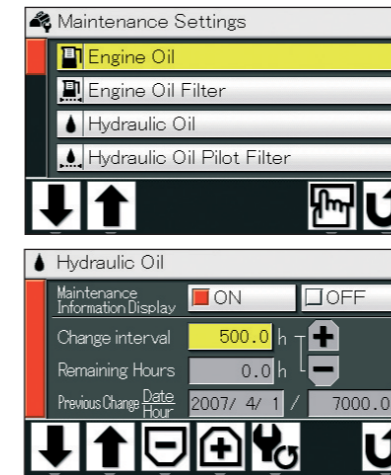 Maintenance Settings
Engine Oil
Engine Oil Filter
Hydraulic Oil
Hydraulic Oil Pilot Filter
Hydraulic Oil
Maintenance
Information Display ON OFF
Change interval 500.0 h
Remaining Hours 0.0 h
Previous Change Date
Hour 2007/ 4/ 1 / 7000.0